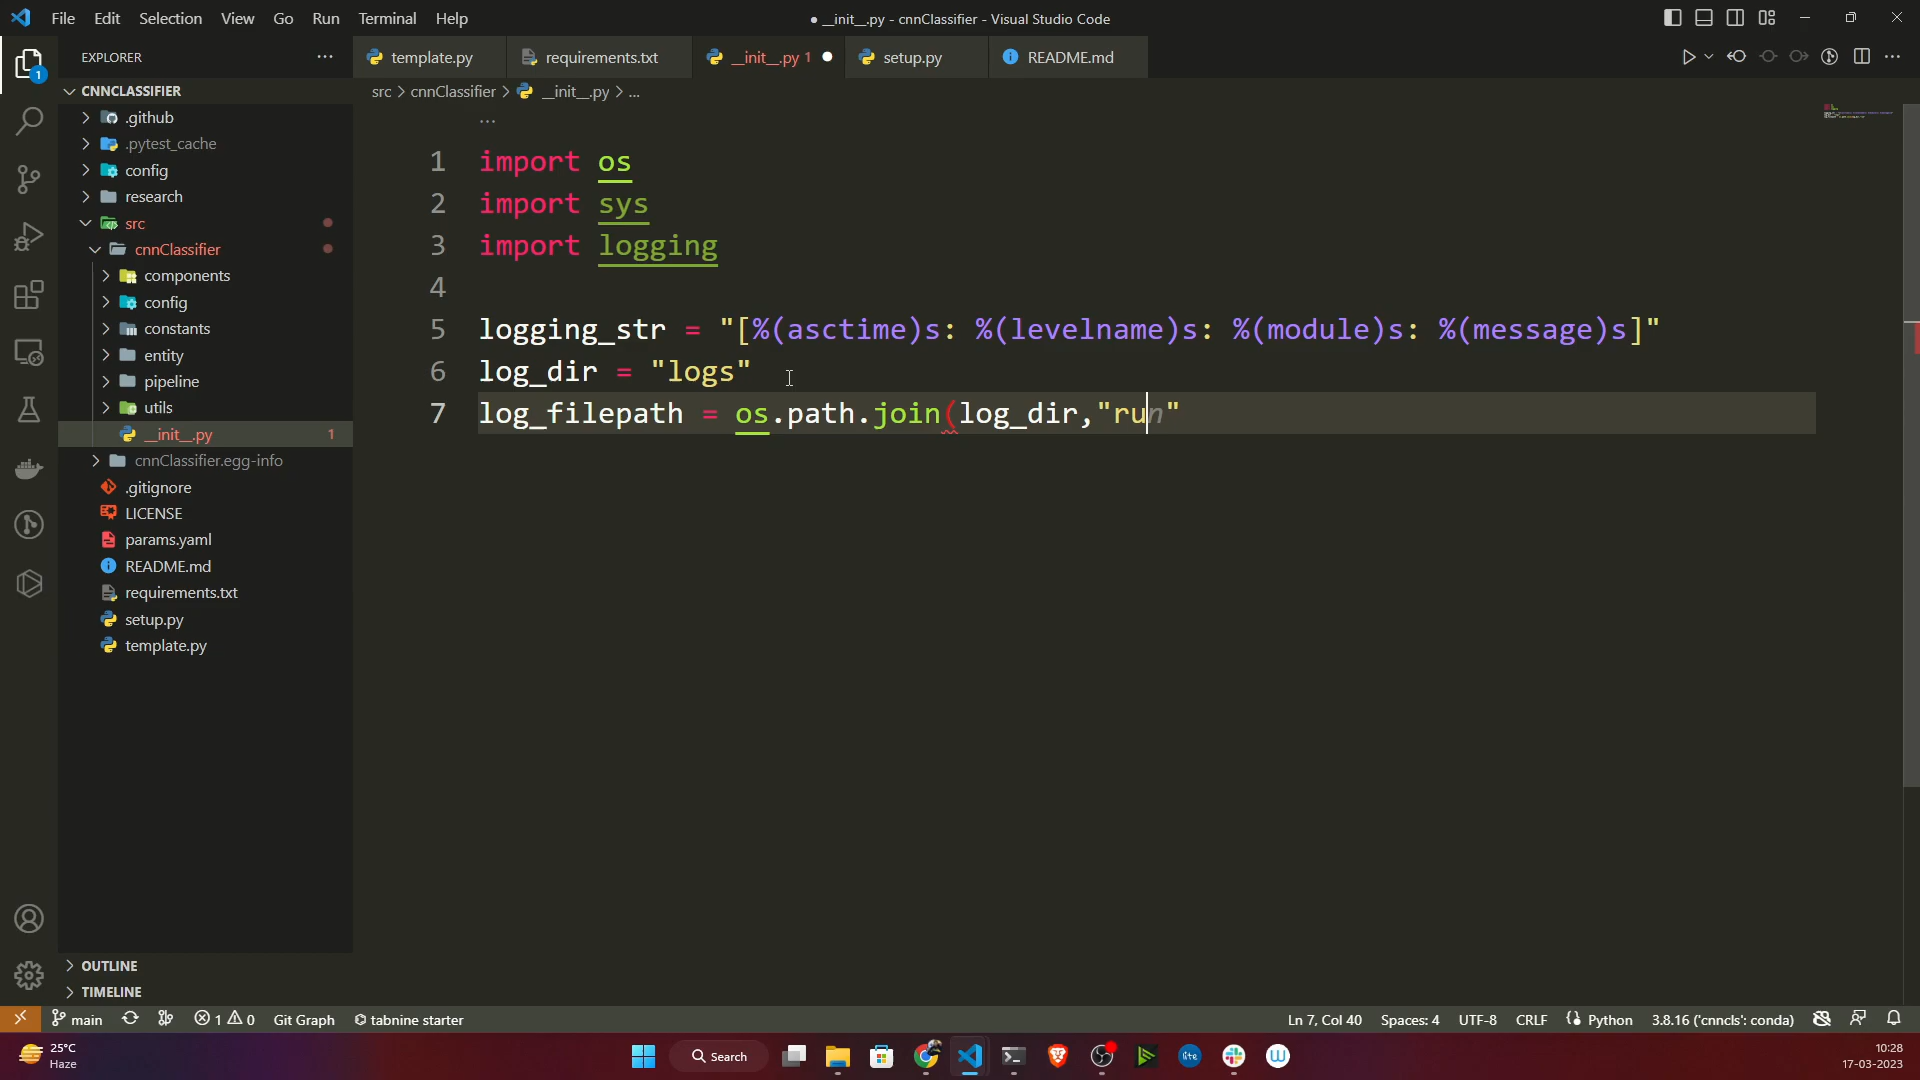 File Edit Selection View Go Run Terminal Help
● __init__.py - cnnClassifier - Visual Studio Code
EXPLORER ...
template.py
requirements.txt
__init__.py 1
setup.py
README.md
1
CNNCLASSIFIER
src > cnnClassifier > __init__.py > ...
.github
.pytest_cache
config
research
src
cnnClassifier
components
config
constants
entity
pipeline
utils
__init__.py 1
cnnClassifier.egg-info
.gitignore
LICENSE
params.yaml
README.md
requirements.txt
setup.py
template.py
OUTLINE
TIMELINE
...
1 import os
2 import sys
3 import logging
4
5 logging_str = "[%(asctime)s: %(levelname)s: %(module)s: %(message)s]"
6 log_dir = "logs"
7 log_filepath = os.path.join(log_dir,"run"
main 1 0 Git Graph tabnine starter
Ln 7, Col 40 Spaces: 4 UTF-8 CRLF Python 3.8.16 ('cnncls': conda)
25°C
Haze
Search
lite
10:28
17-03-2023